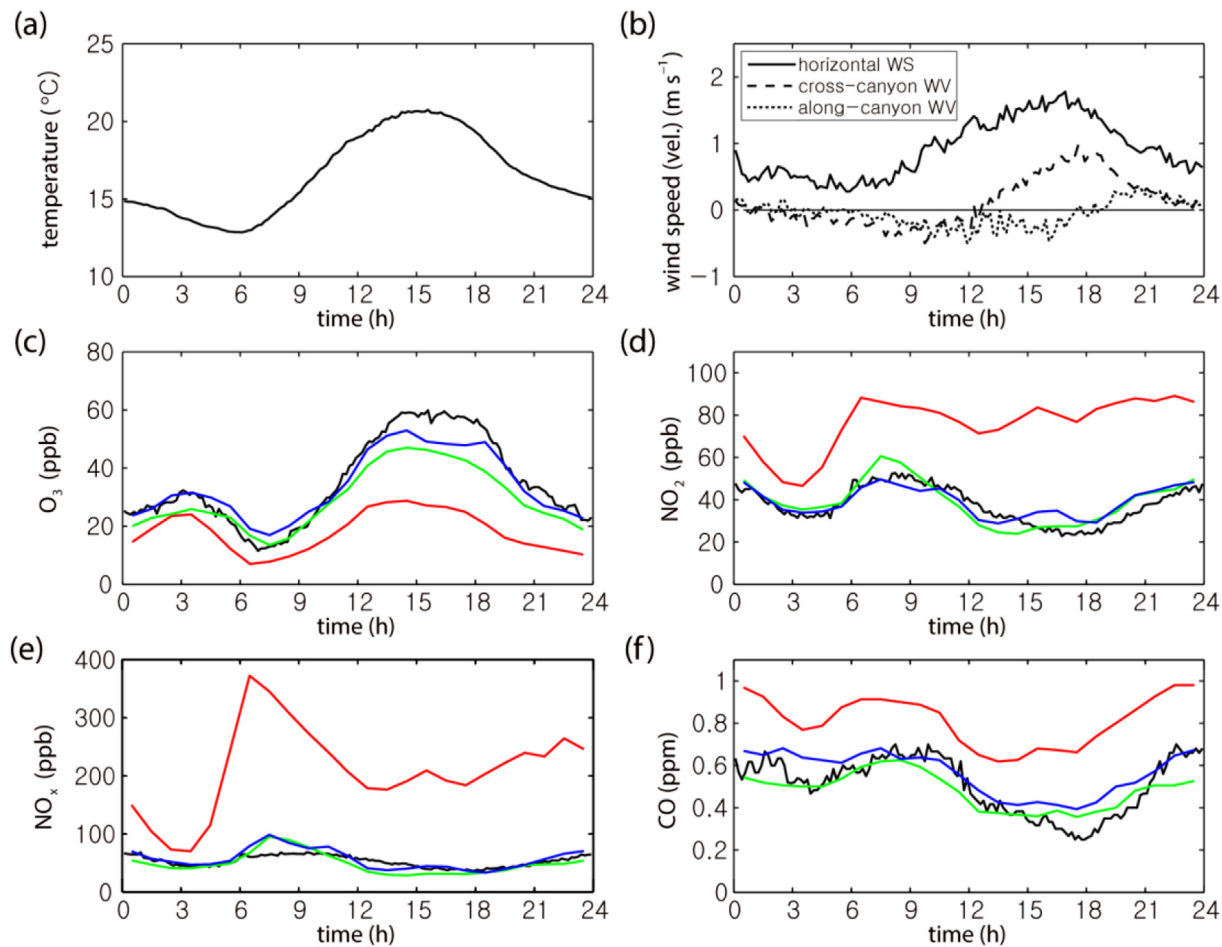 (a)
25
20
15
10
temperature (°C)
0 3 6 9 12 15 18 21 24
time (h)
(b)
2
1
0
−1
wind speed (vel.) (m s⁻¹)
horizontal WS
cross−canyon WV
along−canyon WV
0 3 6 9 12 15 18 21 24
time (h)
(c)
80
60
40
20
0
O₃ (ppb)
0 3 6 9 12 15 18 21 24
time (h)
(d)
100
80
60
40
20
0
NO₂ (ppb)
0 3 6 9 12 15 18 21 24
time (h)
(e)
400
300
200
100
0
NOₓ (ppb)
0 3 6 9 12 15 18 21 24
time (h)
(f)
1
0.8
0.6
0.4
0.2
0
CO (ppm)
0 3 6 9 12 15 18 21 24
time (h)